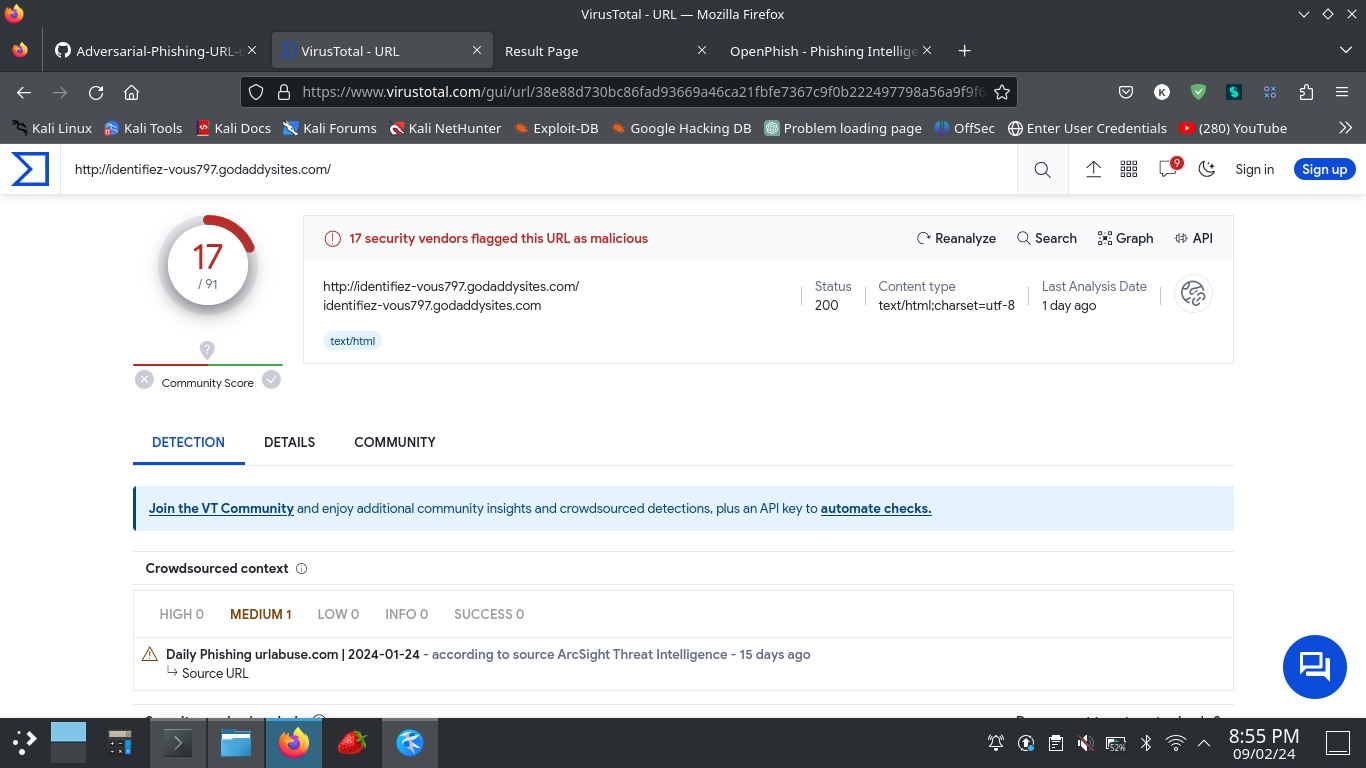 VirusTotal - URL — Mozilla Firefox
Adversarial-Phishing-URL-
VirusTotal - URL
Result Page
OpenPhish - Phishing Intellige
https://www.virustotal.com/gui/url/38e88d730bc86fad93669a46ca21fbfe7367c9f0b222497798a56a9f9f6
Kali Linux Kali Tools Kali Docs Kali Forums Kali NetHunter Exploit-DB Google Hacking DB Problem loading page OffSec Enter User Credentials (280) YouTube
http://identifiez-vous797.godaddysites.com/
9
Sign in
Sign up
17
/ 91
17 security vendors flagged this URL as malicious
Reanalyze Search Graph API
http://identifiez-vous797.godaddysites.com/
identifiez-vous797.godaddysites.com
Status
200
Content type
text/html;charset=utf-8
Last Analysis Date
1 day ago
text/html
?
Community Score
DETECTION DETAILS COMMUNITY
Join the VT Community and enjoy additional community insights and crowdsourced detections, plus an API key to automate checks.
Crowdsourced context
HIGH 0 MEDIUM 1 LOW 0 INFO 0 SUCCESS 0
Daily Phishing urlabuse.com | 2024-01-24 - according to source ArcSight Threat Intelligence - 15 days ago
Source URL
52%
8:55 PM
09/02/24